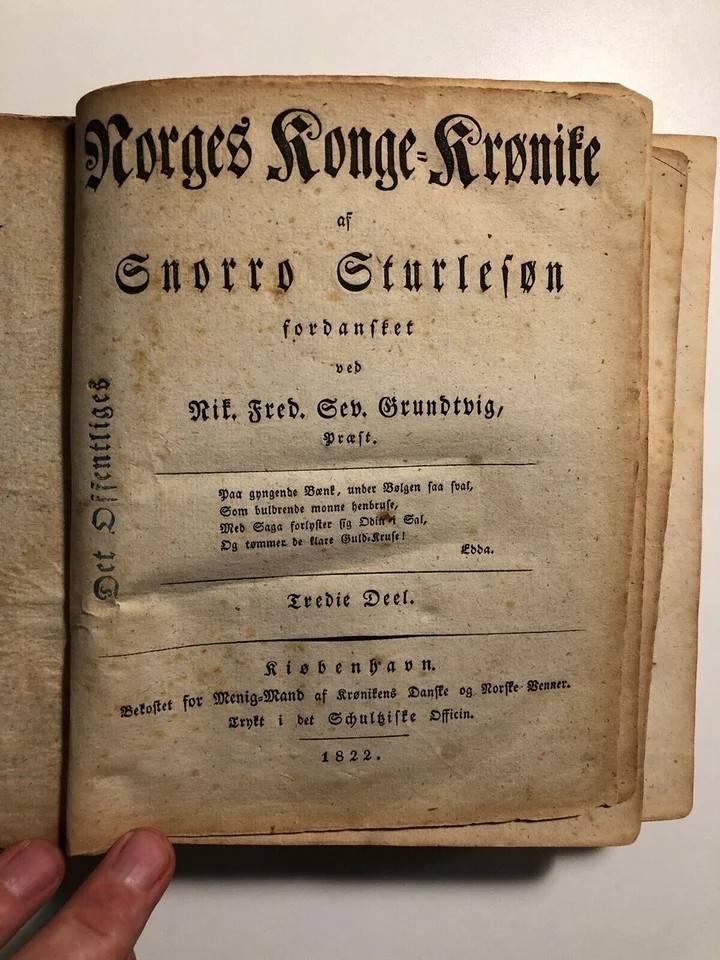 Norges Konge-Krønike
af
Snorro Sturlesøn
fordansket
ved
Nik. Fred. Sev. Grundtvig,
Præst.
Paa gyngende Bænk, under Bølgen saa sval,
Som buldrende monne henbruse,
Med Saga forlyster sig Odin i Sal,
Og tømmer de klare Guld-Kruse!
Edda.
Tredie Deel.
Kiøbenhavn.
Bekostet for Menig-Mand af Krønikens Danske og Norske Venner.
Trykt i det Schultziske Officin.
1822.
Det Offentliges